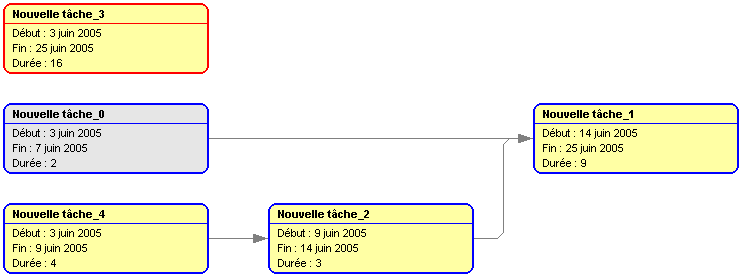 Nouvelle tâche_3
Début : 3 juin 2005
Fin : 25 juin 2005
Durée : 16
Nouvelle tâche_0
Début : 3 juin 2005
Fin : 7 juin 2005
Durée : 2
Nouvelle tâche_1
Début : 14 juin 2005
Fin : 25 juin 2005
Durée : 9
Nouvelle tâche_4
Début : 3 juin 2005
Fin : 9 juin 2005
Durée : 4
Nouvelle tâche_2
Début : 9 juin 2005
Fin : 14 juin 2005
Durée : 3